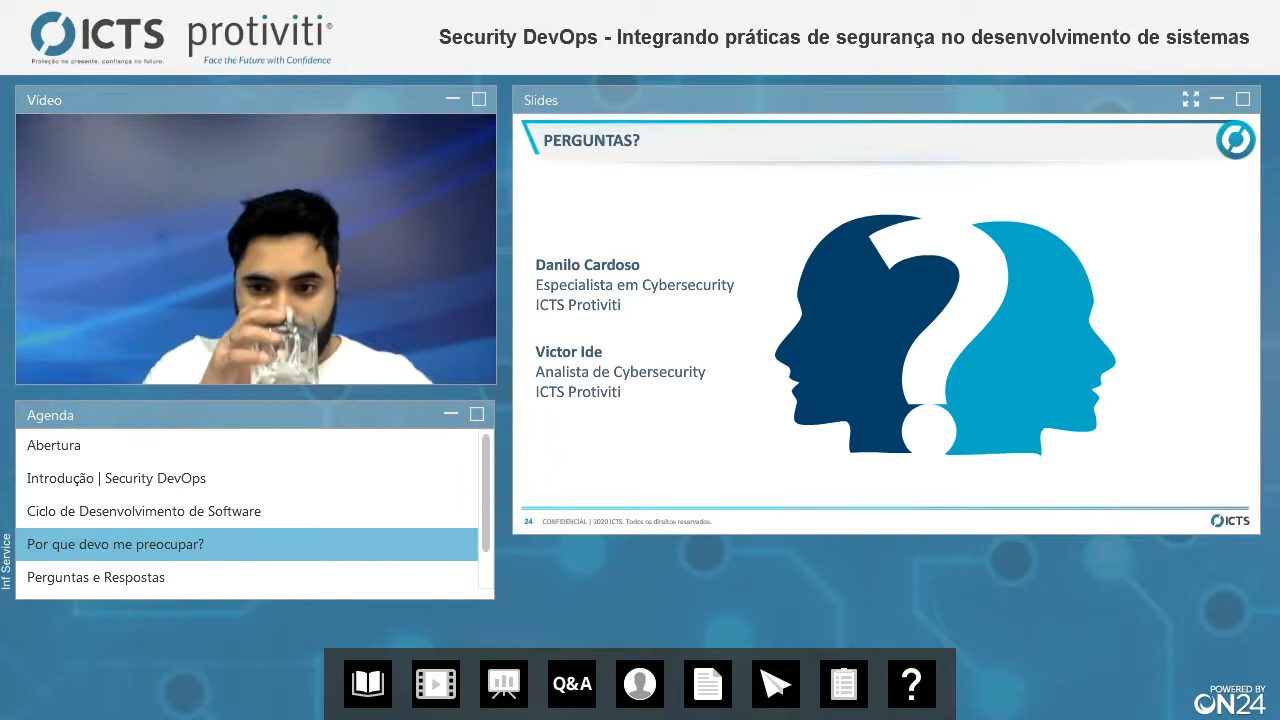 ICTS
Proteção no presente, confiança no futuro.
protiviti®
Face the Future with Confidence
Security DevOps - Integrando práticas de segurança no desenvolvimento de sistemas
Vídeo
Slides
PERGUNTAS?
Danilo Cardoso
Especialista em Cybersecurity
ICTS Protiviti
Victor Ide
Analista de Cybersecurity
ICTS Protiviti
24 CONFIDENCIAL | 2020 ICTS. Todos os direitos reservados.
ICTS
Agenda
Abertura
Introdução | Security DevOps
Ciclo de Desenvolvimento de Software
Por que devo me preocupar?
Perguntas e Respostas
Inf Service
Q&A
?
POWERED BY
ON24